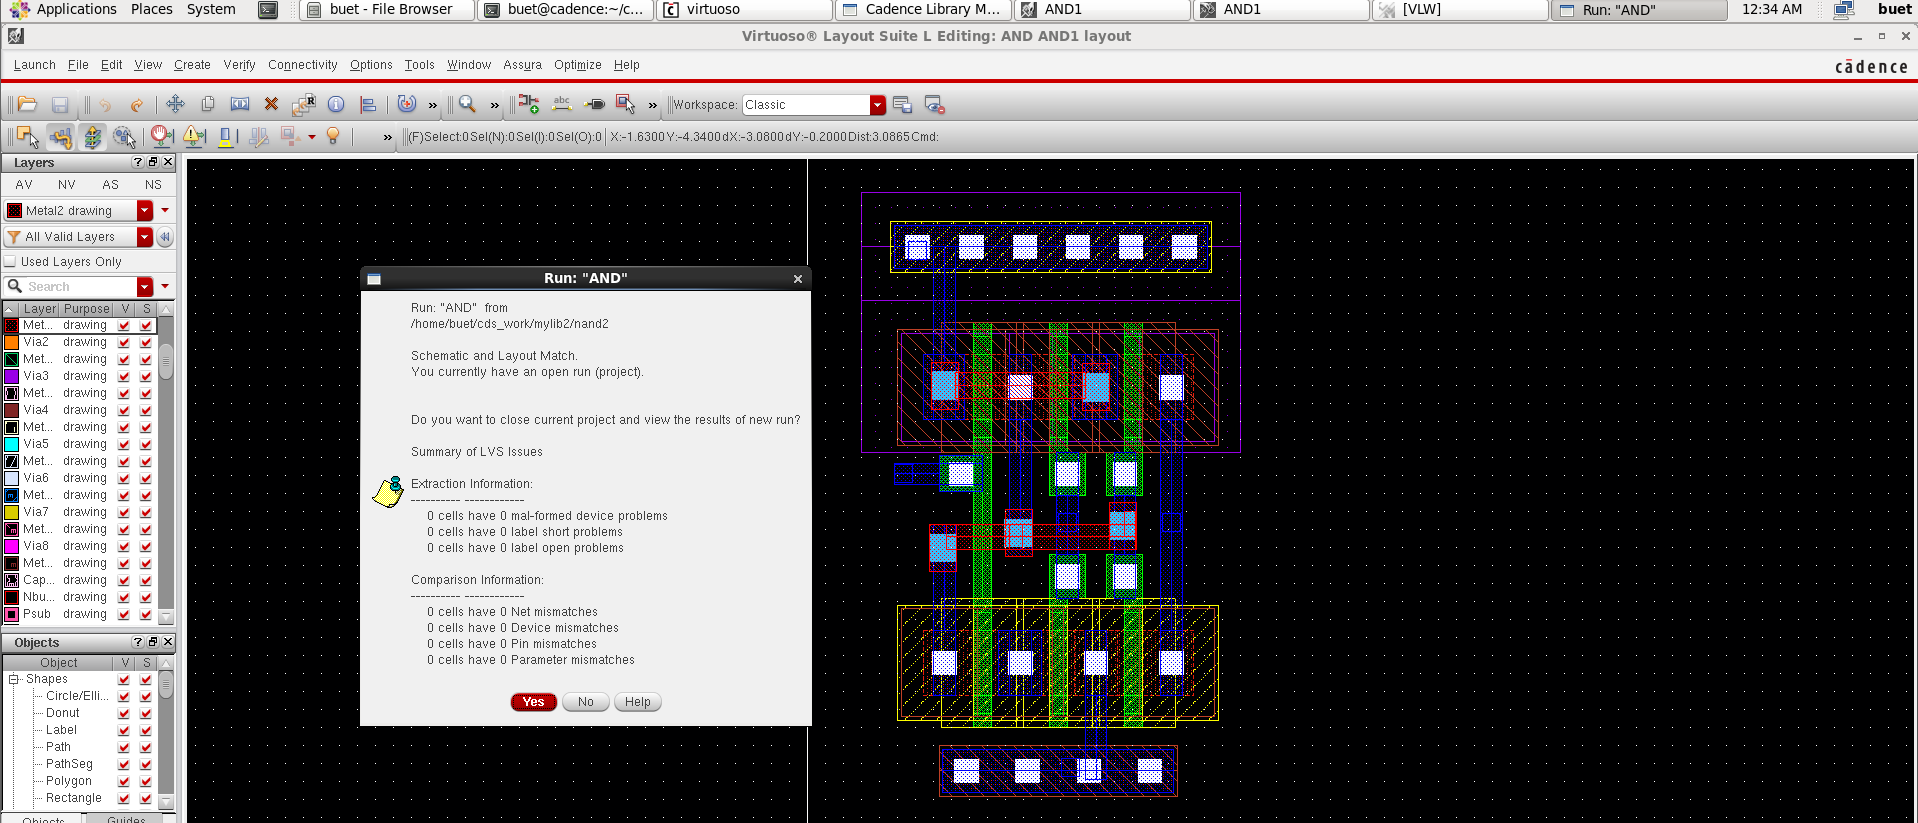 Applications Places System buet - File Browser buet@cadence:~/c... virtuoso Cadence Library M... AND1 AND1 [VLW] Run: "AND" 12:34 AM buet
Virtuoso® Layout Suite L Editing: AND AND1 layout
Launch File Edit View Create Verify Connectivity Options Tools Window Assura Optimize Help cādence
» » abc » Workspace: Classic
» (F)Select:0 Sel(N):0 Sel(I):0 Sel(O):0 X:-1.6300 Y:-4.3400 dX:-3.0800 dY:-0.2000 Dist:3.0865 Cmd:
Layers
AV NV AS NS
Metal2 drawing
All Valid Layers
Used Layers Only
Search
Layer Purpose V S
Met... drawing
Via2 drawing
Met... drawing
Via3 drawing
Met... drawing
Via4 drawing
Met... drawing
Via5 drawing
Met... drawing
Via6 drawing
Met... drawing
Via7 drawing
Met... drawing
Via8 drawing
Met... drawing
Cap... drawing
Nbu... drawing
Psub drawing
Objects
Object V S
Shapes
Circle/Elli...
Donut
Label
Path
PathSeg
Polygon
Rectangle
Objects Guides
Run: "AND"
Run: "AND" from
/home/buet/cds_work/mylib2/nand2
Schematic and Layout Match.
You currently have an open run (project).
Do you want to close current project and view the results of new run?
Summary of LVS Issues
Extraction Information:
---------- ------------
0 cells have 0 mal-formed device problems
0 cells have 0 label short problems
0 cells have 0 label open problems
Comparison Information:
---------- ------------
0 cells have 0 Net mismatches
0 cells have 0 Device mismatches
0 cells have 0 Pin mismatches
0 cells have 0 Parameter mismatches
Yes No Help